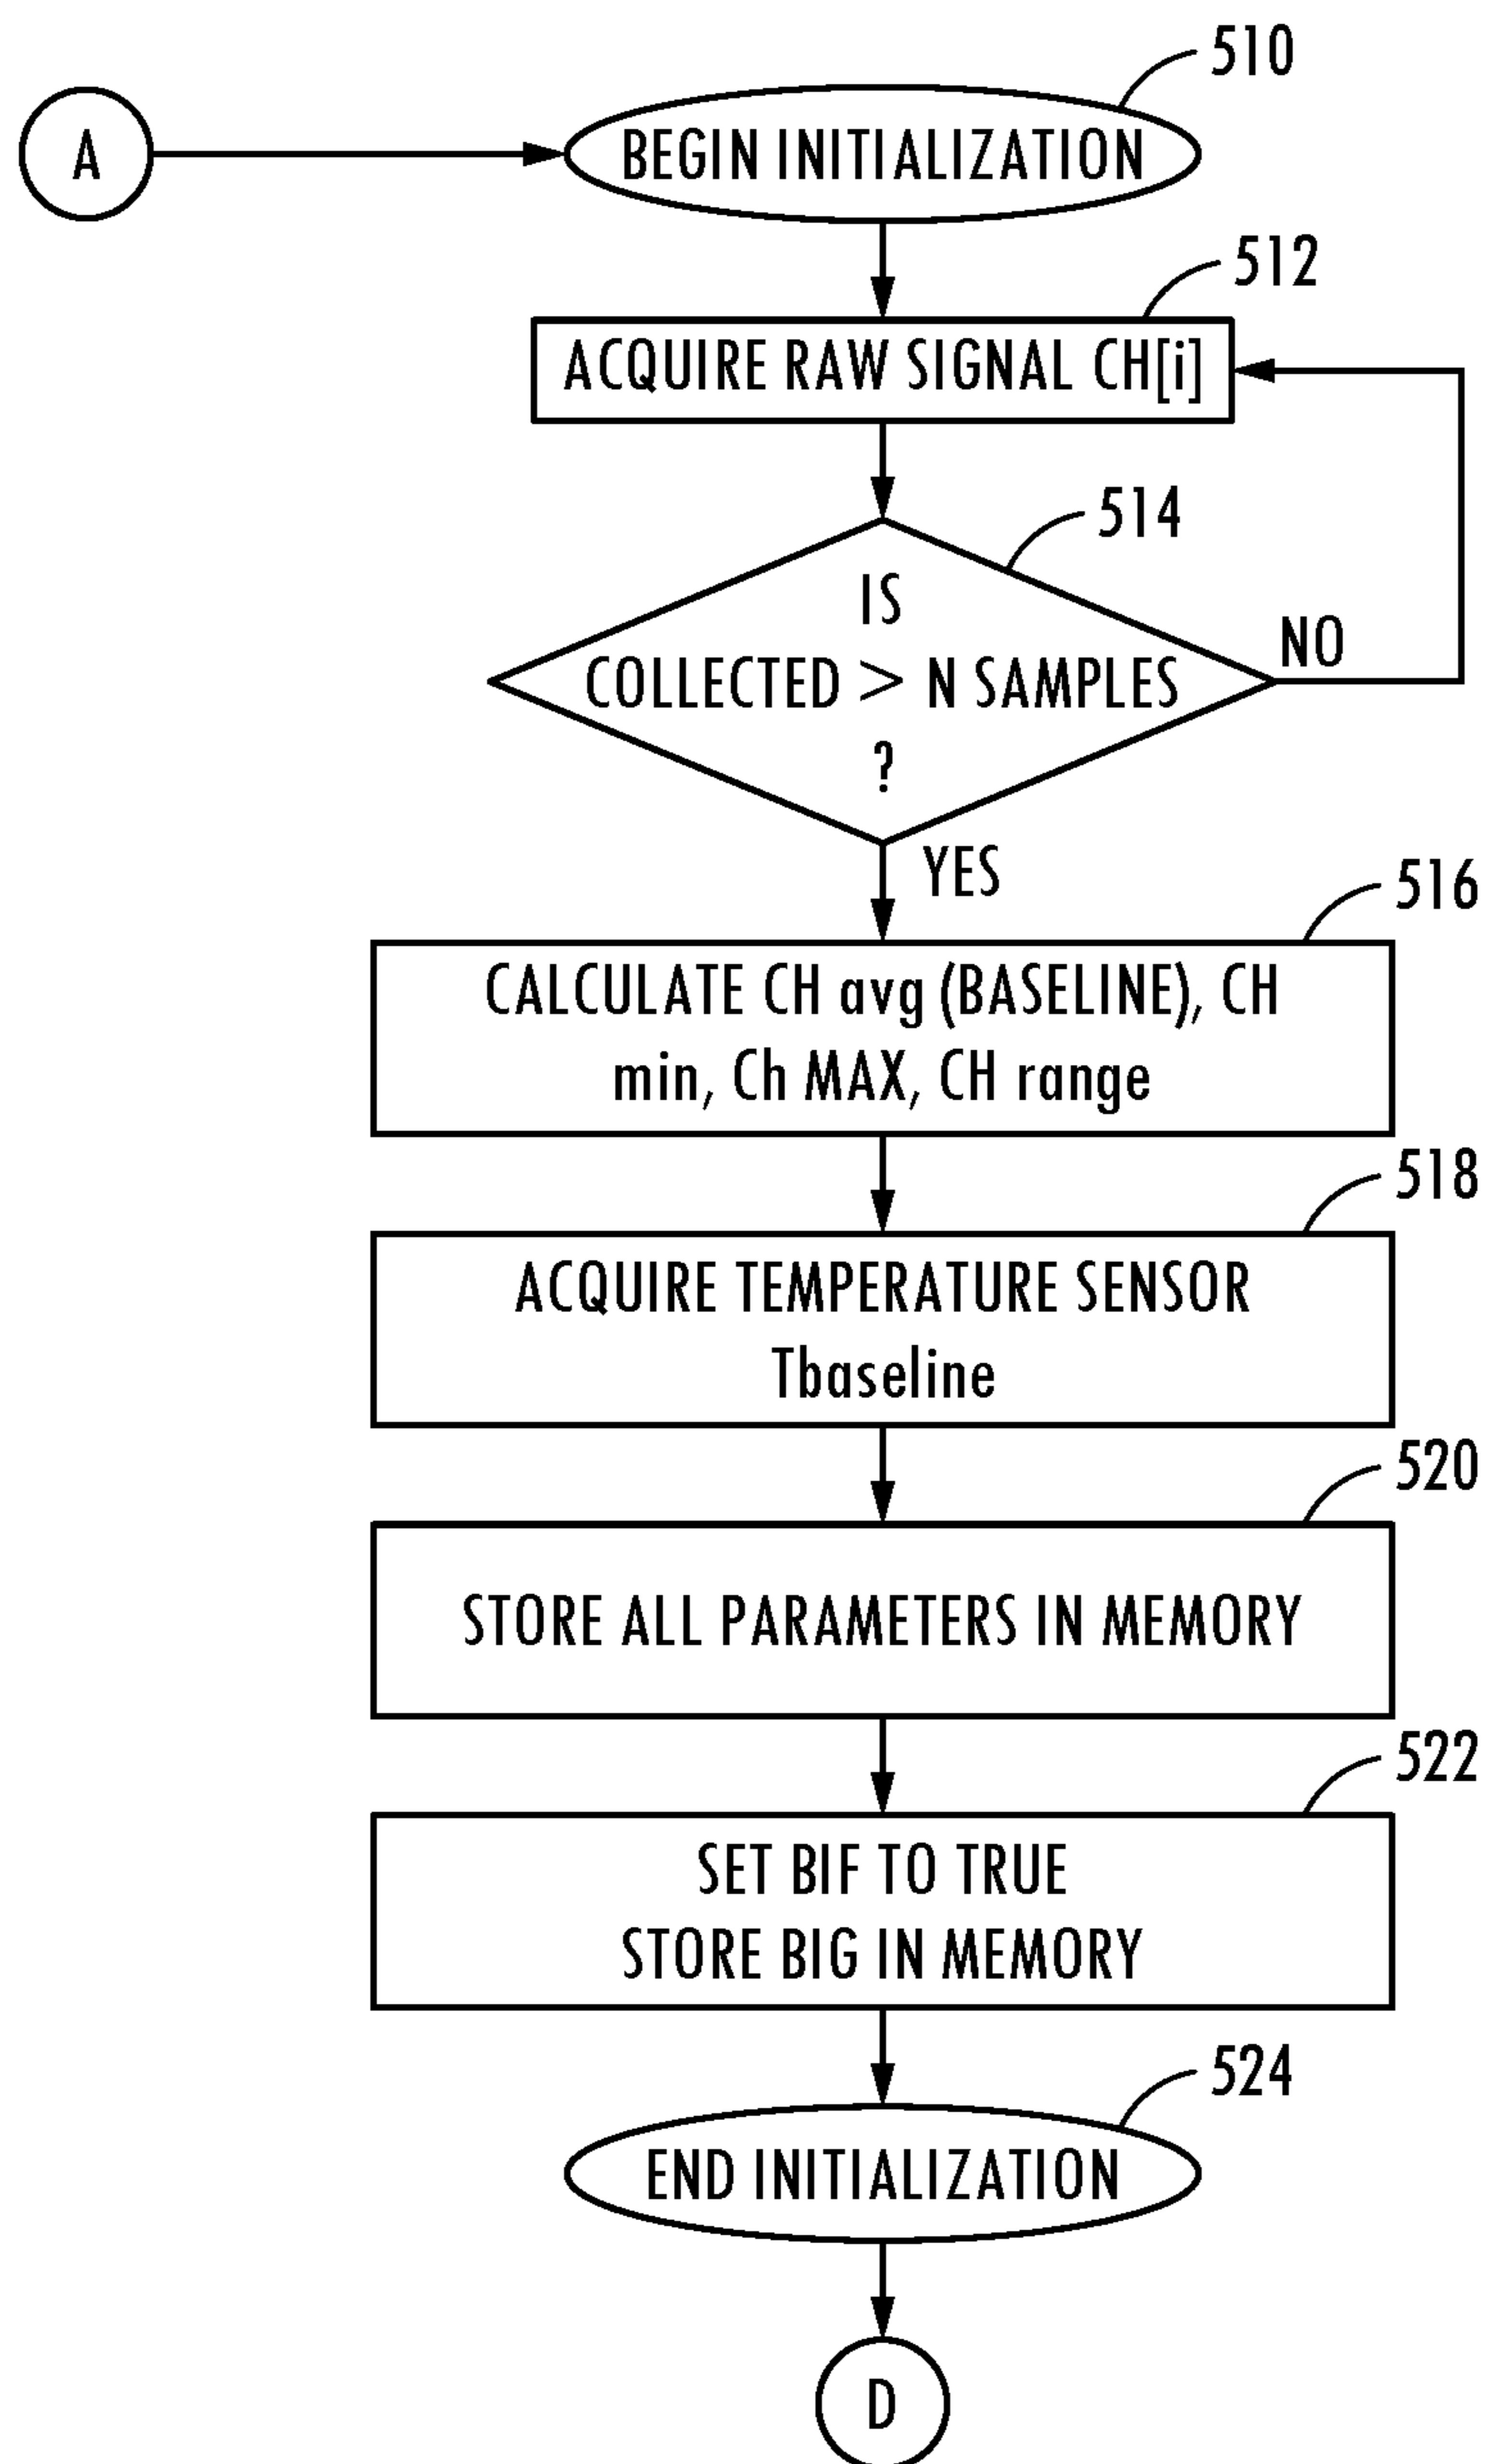 510
A
BEGIN INITIALIZATION
512
ACQUIRE RAW SIGNAL CH[i]
514
IS
COLLECTED > N SAMPLES
?
NO
YES
516
CALCULATE CH avg (BASELINE), CH
min, Ch MAX, CH range
518
ACQUIRE TEMPERATURE SENSOR
Tbaseline
520
STORE ALL PARAMETERS IN MEMORY
522
SET BIF TO TRUE
STORE BIG IN MEMORY
524
END INITIALIZATION
D